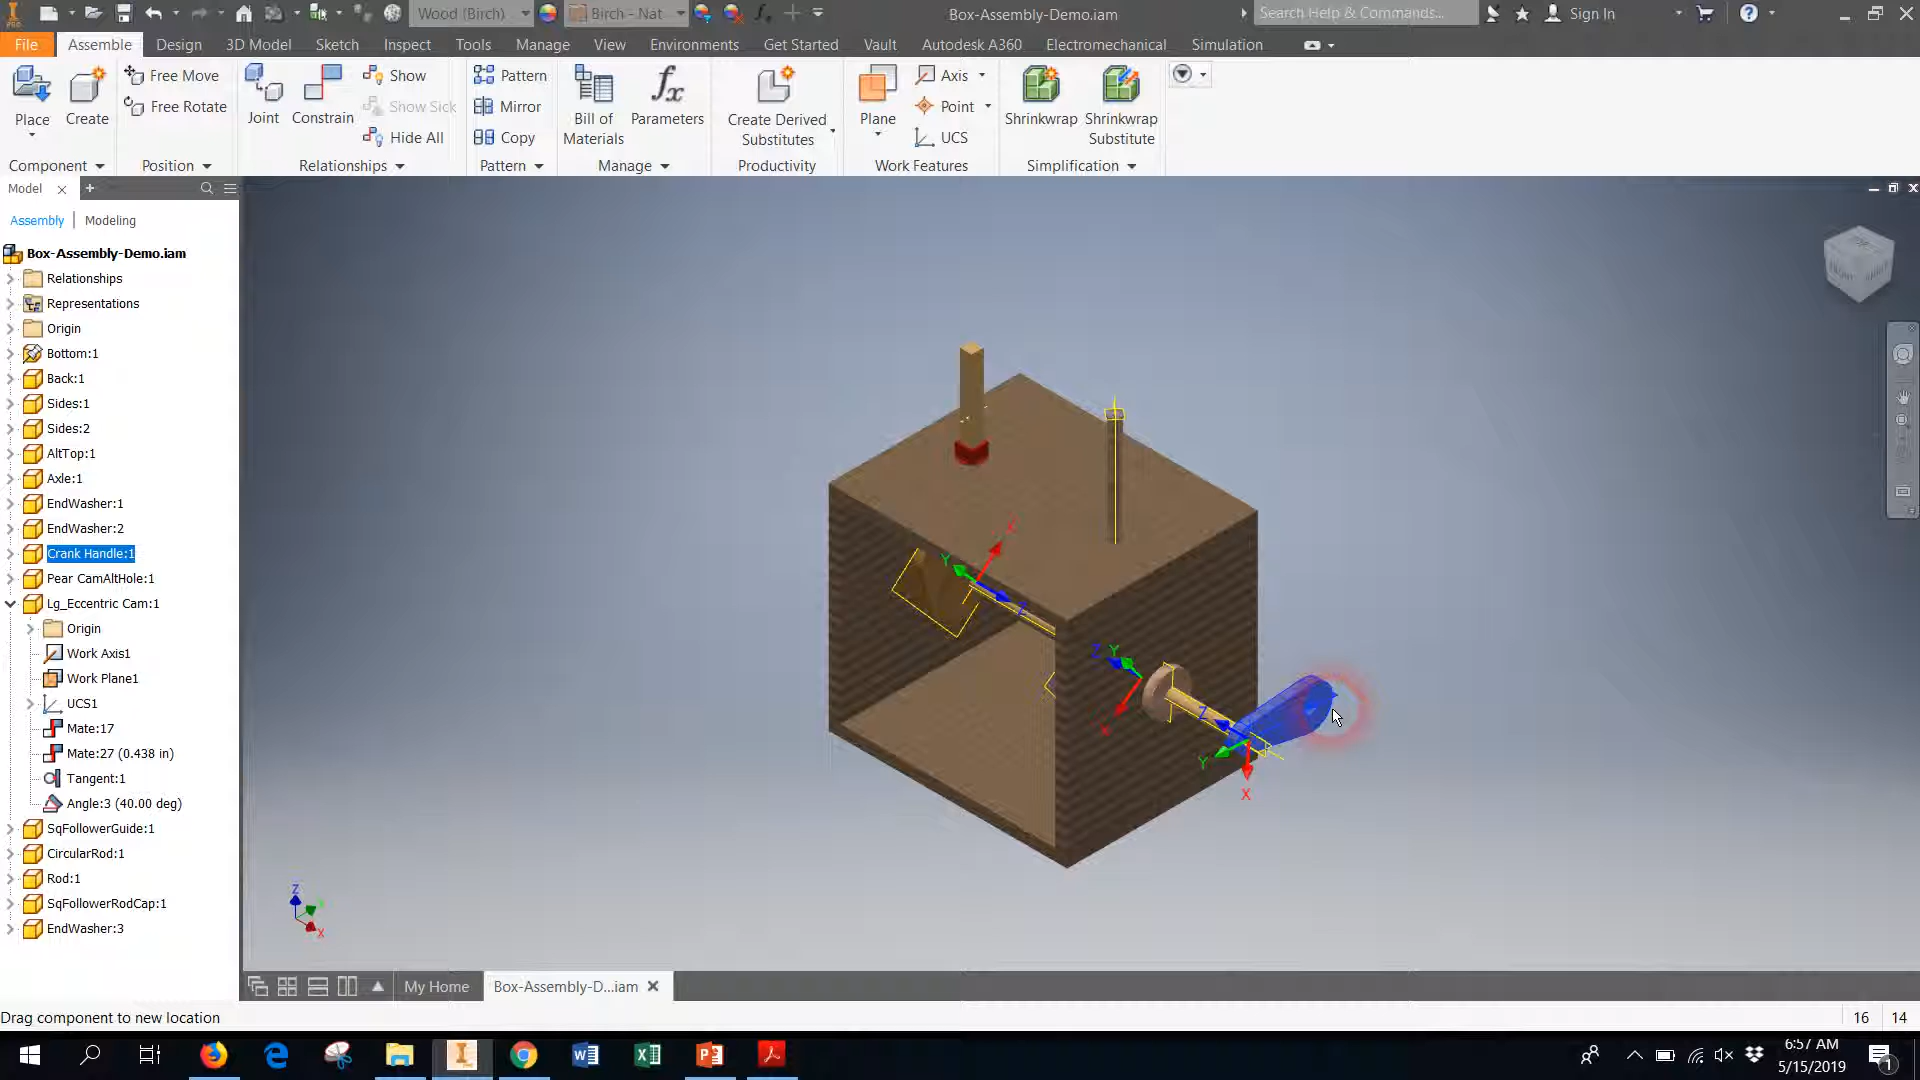 Wood (Birch)
Birch - Nat
Box-Assembly-Demo.iam
Search Help & Commands...
Sign In
File
Assemble
Design
3D Model
Sketch
Inspect
Tools
Manage
View
Environments
Get Started
Vault
Autodesk A360
Electromechanical
Simulation
Place
Create
Free Move
Free Rotate
Joint
Constrain
Show
Show Sick
Hide All
Pattern
Mirror
Copy
Bill of
Materials
fx
Parameters
Create Derived
Substitutes
Plane
Axis
Point
UCS
Shrinkwrap
Shrinkwrap
Substitute
Component
Position
Relationships
Pattern
Manage
Productivity
Work Features
Simplification
Model
Assembly
Modeling
Box-Assembly-Demo.iam
Relationships
Representations
Origin
Bottom:1
Back:1
Sides:1
Sides:2
AltTop:1
Axle:1
EndWasher:1
EndWasher:2
Crank Handle:1
Pear CamAltHole:1
Lg_Eccentric Cam:1
Origin
Work Axis1
Work Plane1
UCS1
Mate:17
Mate:27 (0.438 in)
Tangent:1
Angle:3 (40.00 deg)
SqFollowerGuide:1
CircularRod:1
Rod:1
SqFollowerRodCap:1
EndWasher:3
X
Y
Z
Z
Y
X
Z
Y
X
Z
X
My Home
Box-Assembly-D...iam
Drag component to new location
16
14
6:57 AM
5/15/2019
1